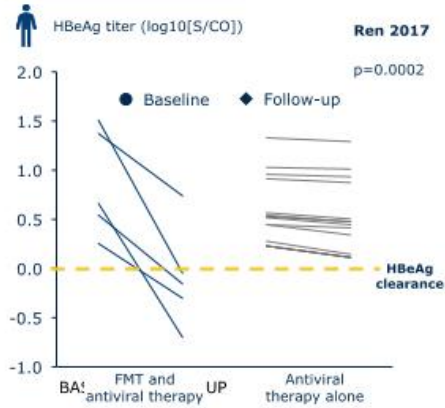 HBeAg titer (log10[S/CO])
Ren 2017
p=0.0002
2.0
Baseline
Follow-up
1.5
1.0
0.5
0.0
HBeAg
clearance
-0.5
-1.0
BAS
UP
FMT and
antiviral therapy
Antiviral
therapy alone